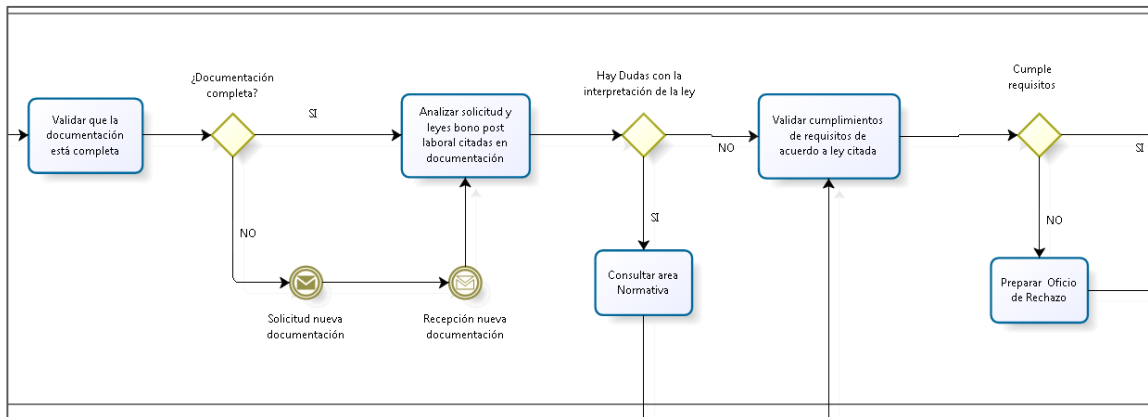 ¿Documentación
completa?
Hay Dudas con la
interpretación de la ley
Cumple
requisitos
Validar que la
documentación
está completa
SI
Analizar solicitud y
leyes bono post
laboral citadas en
documentación
NO
Validar cumplimientos
de requisitos de
acuerdo a ley citada
SI
NO
SI
NO
Solicitud nueva
documentación
Recepción nueva
documentación
Consultar area
Normativa
Preparar Oficio
de Rechazo